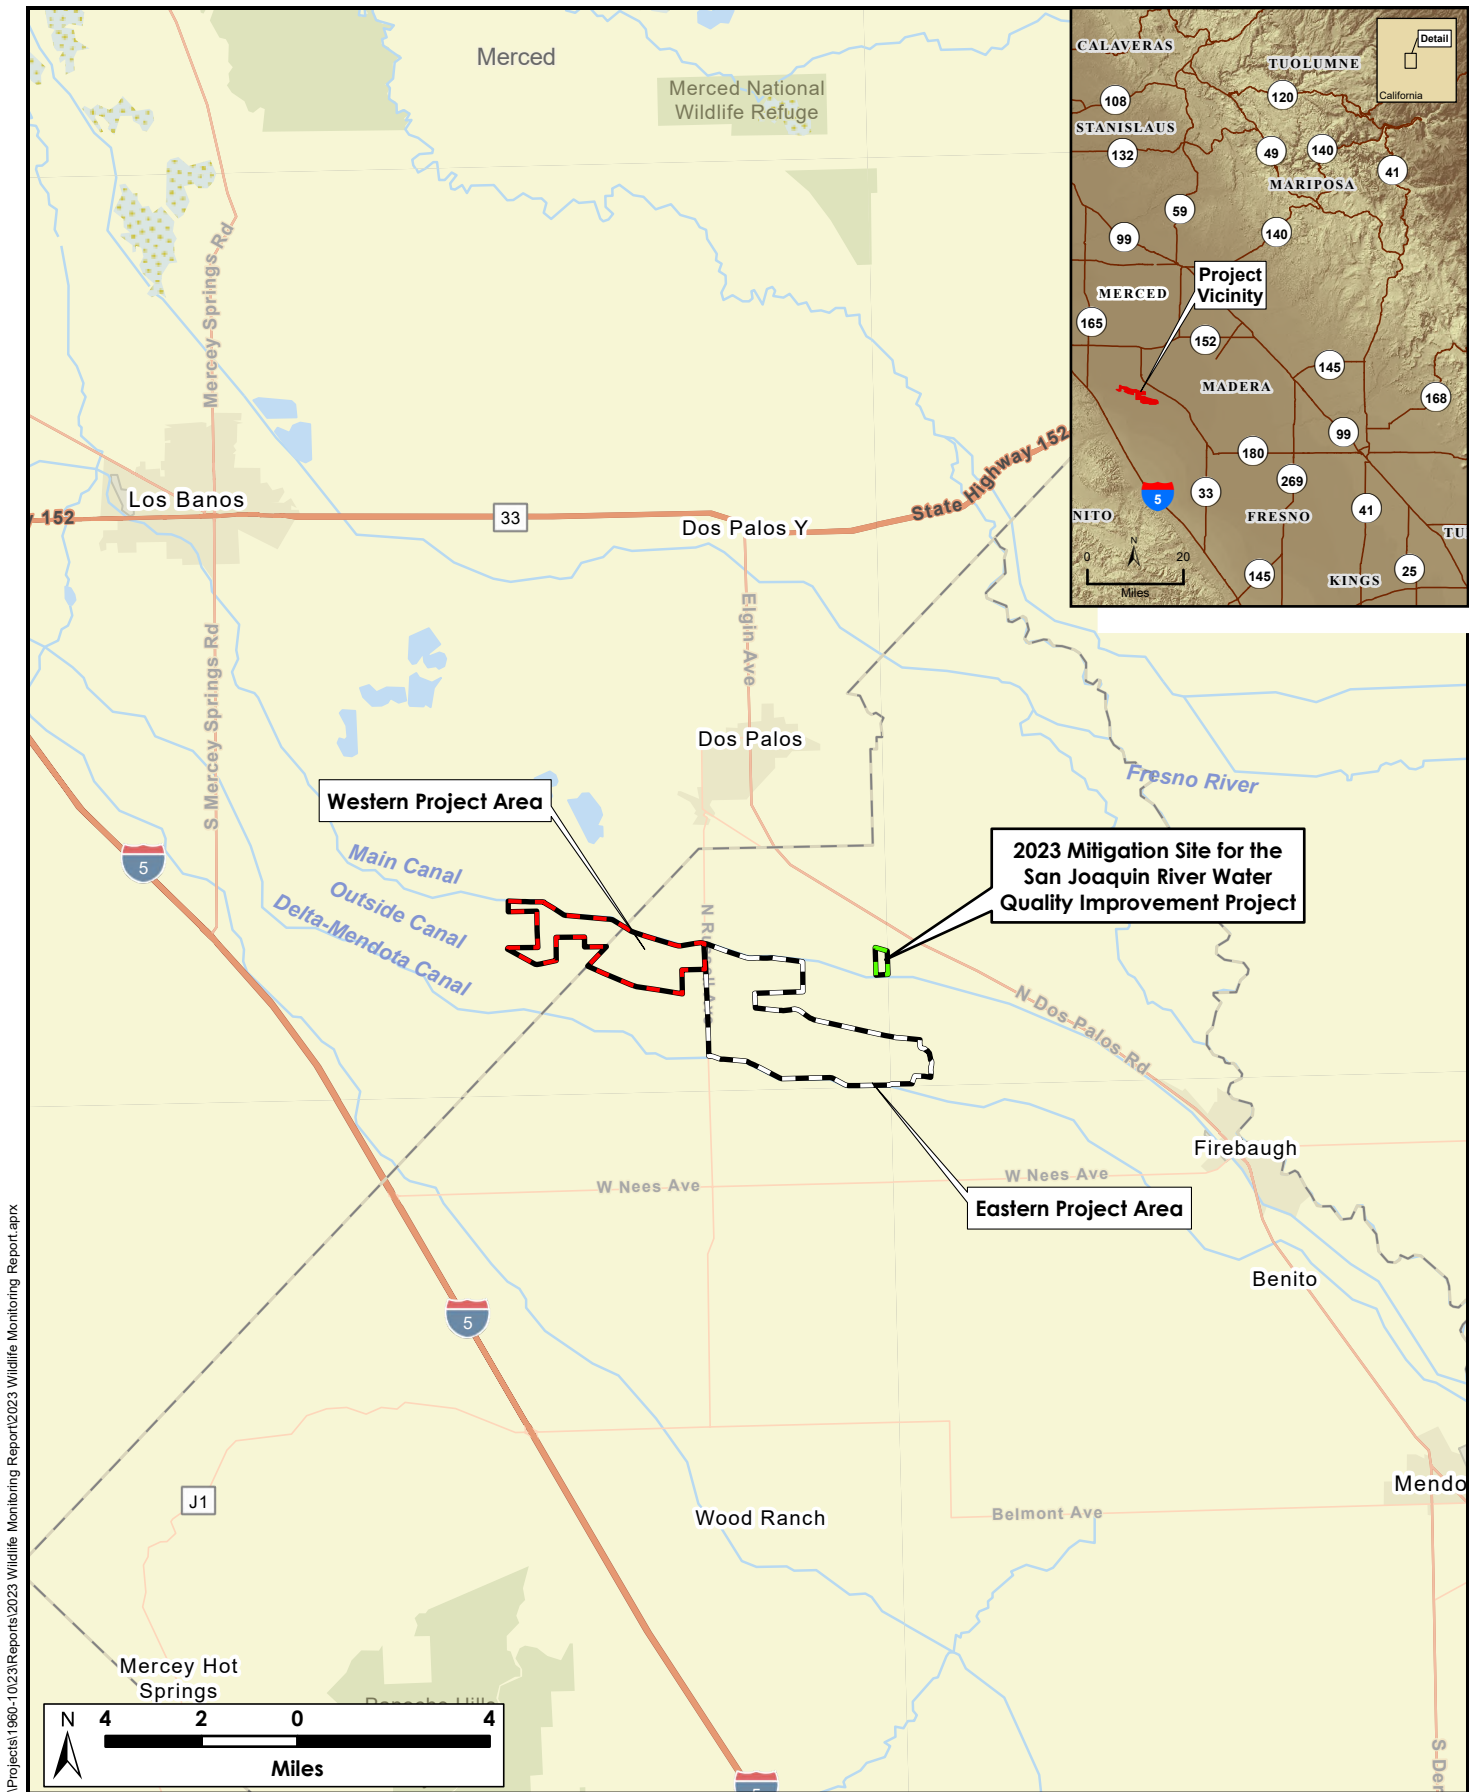 Merced
Merced National
Wildlife Refuge
CALAVERAS
TUOLUMNE
Detail
California
108
120
STANISLAUS
132
49
140
41
MARIPOSA
59
99
140
Project
Vicinity
MERCED
165
152
145
MADERA
168
99
180
269
5
33
41
NITO
FRESNO
TU
N
0
20
Miles
145
KINGS
25
Mercey Springs Rd
Los Banos
152
33
Dos Palos Y
State Highway 152
Elgin Ave
S Mercey Springs Rd
Dos Palos
Fresno River
Western Project Area
5
Main Canal
Outside Canal
Delta-Mendota Canal
2023 Mitigation Site for the
San Joaquin River Water
Quality Improvement Project
N Dos Palos Rd
Firebaugh
W Nees Ave
W Nees Ave
Eastern Project Area
Benito
5
J1
Mendo
Wood Ranch
Belmont Ave
Mercey Hot
Springs
N
4
2
0
4
Miles
\Projects\1960-10\23\Reports\2023 Wildlife Monitoring Report\2023 Wildlife Monitoring Report.aprx